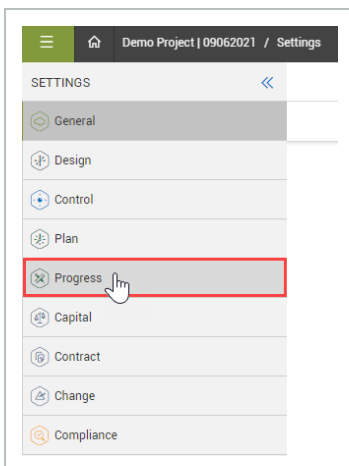 Demo Project | 09062021 / Settings
SETTINGS
General
Design
Control
Plan
Progress
Capital
Contract
Change
Compliance